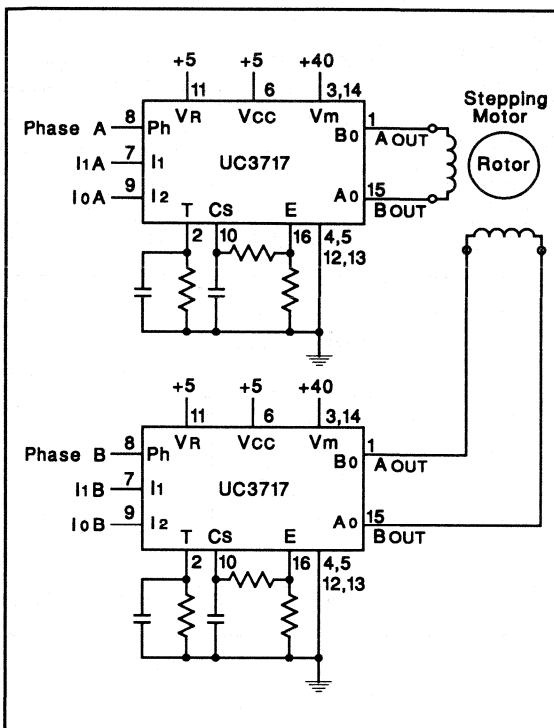 +5 +5 +40
11 6 3,14
Phase A 8 Ph VR VCC Vm 1
B0 A OUT
I1A 7 I1 UC3717
I0A 9 I2 A0 15
B OUT
T CS E
2 10 16 4,5
12,13
Stepping
Motor
Rotor
+5 +5 +40
11 6 3,14
Phase B 8 Ph VR VCC Vm 1
B0 A OUT
I1B 7 I1 UC3717
I0B 9 I2 A0 15
B OUT
T CS E
2 10 16 4,5
12,13